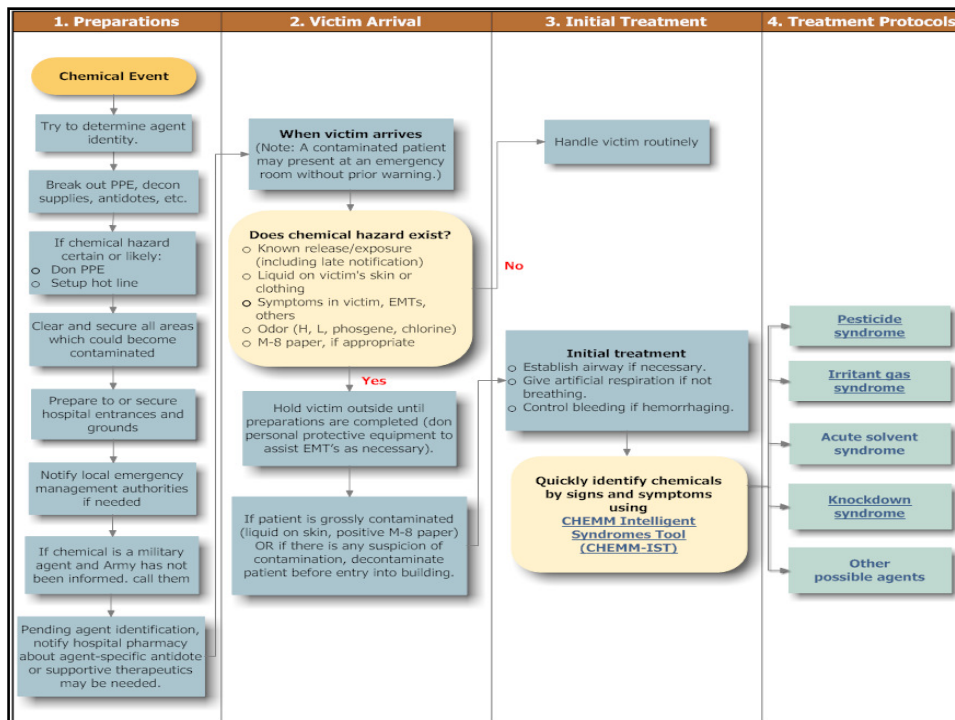 1. Preparations
2. Victim Arrival
3. Initial Treatment
4. Treatment Protocols
Chemical Event
Try to determine agent
identity.
Break out PPE, decon
supplies, antidotes, etc.
If chemical hazard
certain or likely:
Don PPE
Setup hot line
Clear and secure all areas
which could become
contaminated
Prepare to or secure
hospital entrances and
grounds
Notify local emergency
management authorities
if needed
If chemical is a military
agent and Army has not
been informed. call them
Pending agent identification,
notify hospital pharmacy
about agent-specific antidote
or supportive therapeutics
may be needed.
When victim arrives
(Note: A contaminated patient
may present at an emergency
room without prior warning.)
Does chemical hazard exist?
Known release/exposure
(including late notification)
Liquid on victim's skin or
clothing
Symptoms in victim, EMTs,
others
Odor (H, L, phosgene, chlorine)
M-8 paper, if appropriate
No
Yes
Hold victim outside until
preparations are completed (don
personal protective equipment to
assist EMT's as necessary).
If patient is grossly contaminated
(liquid on skin, positive M-8 paper)
OR if there is any suspicion of
contamination, decontaminate
patient before entry into building.
Handle victim routinely
Initial treatment
Establish airway if necessary.
Give artificial respiration if not
breathing.
Control bleeding if hemorrhaging.
Quickly identify chemicals
by signs and symptoms
using
CHEMM Intelligent
Syndromes Tool
(CHEMM-IST)
Pesticide
syndrome
Irritant gas
syndrome
Acute solvent
syndrome
Knockdown
syndrome
Other
possible agents